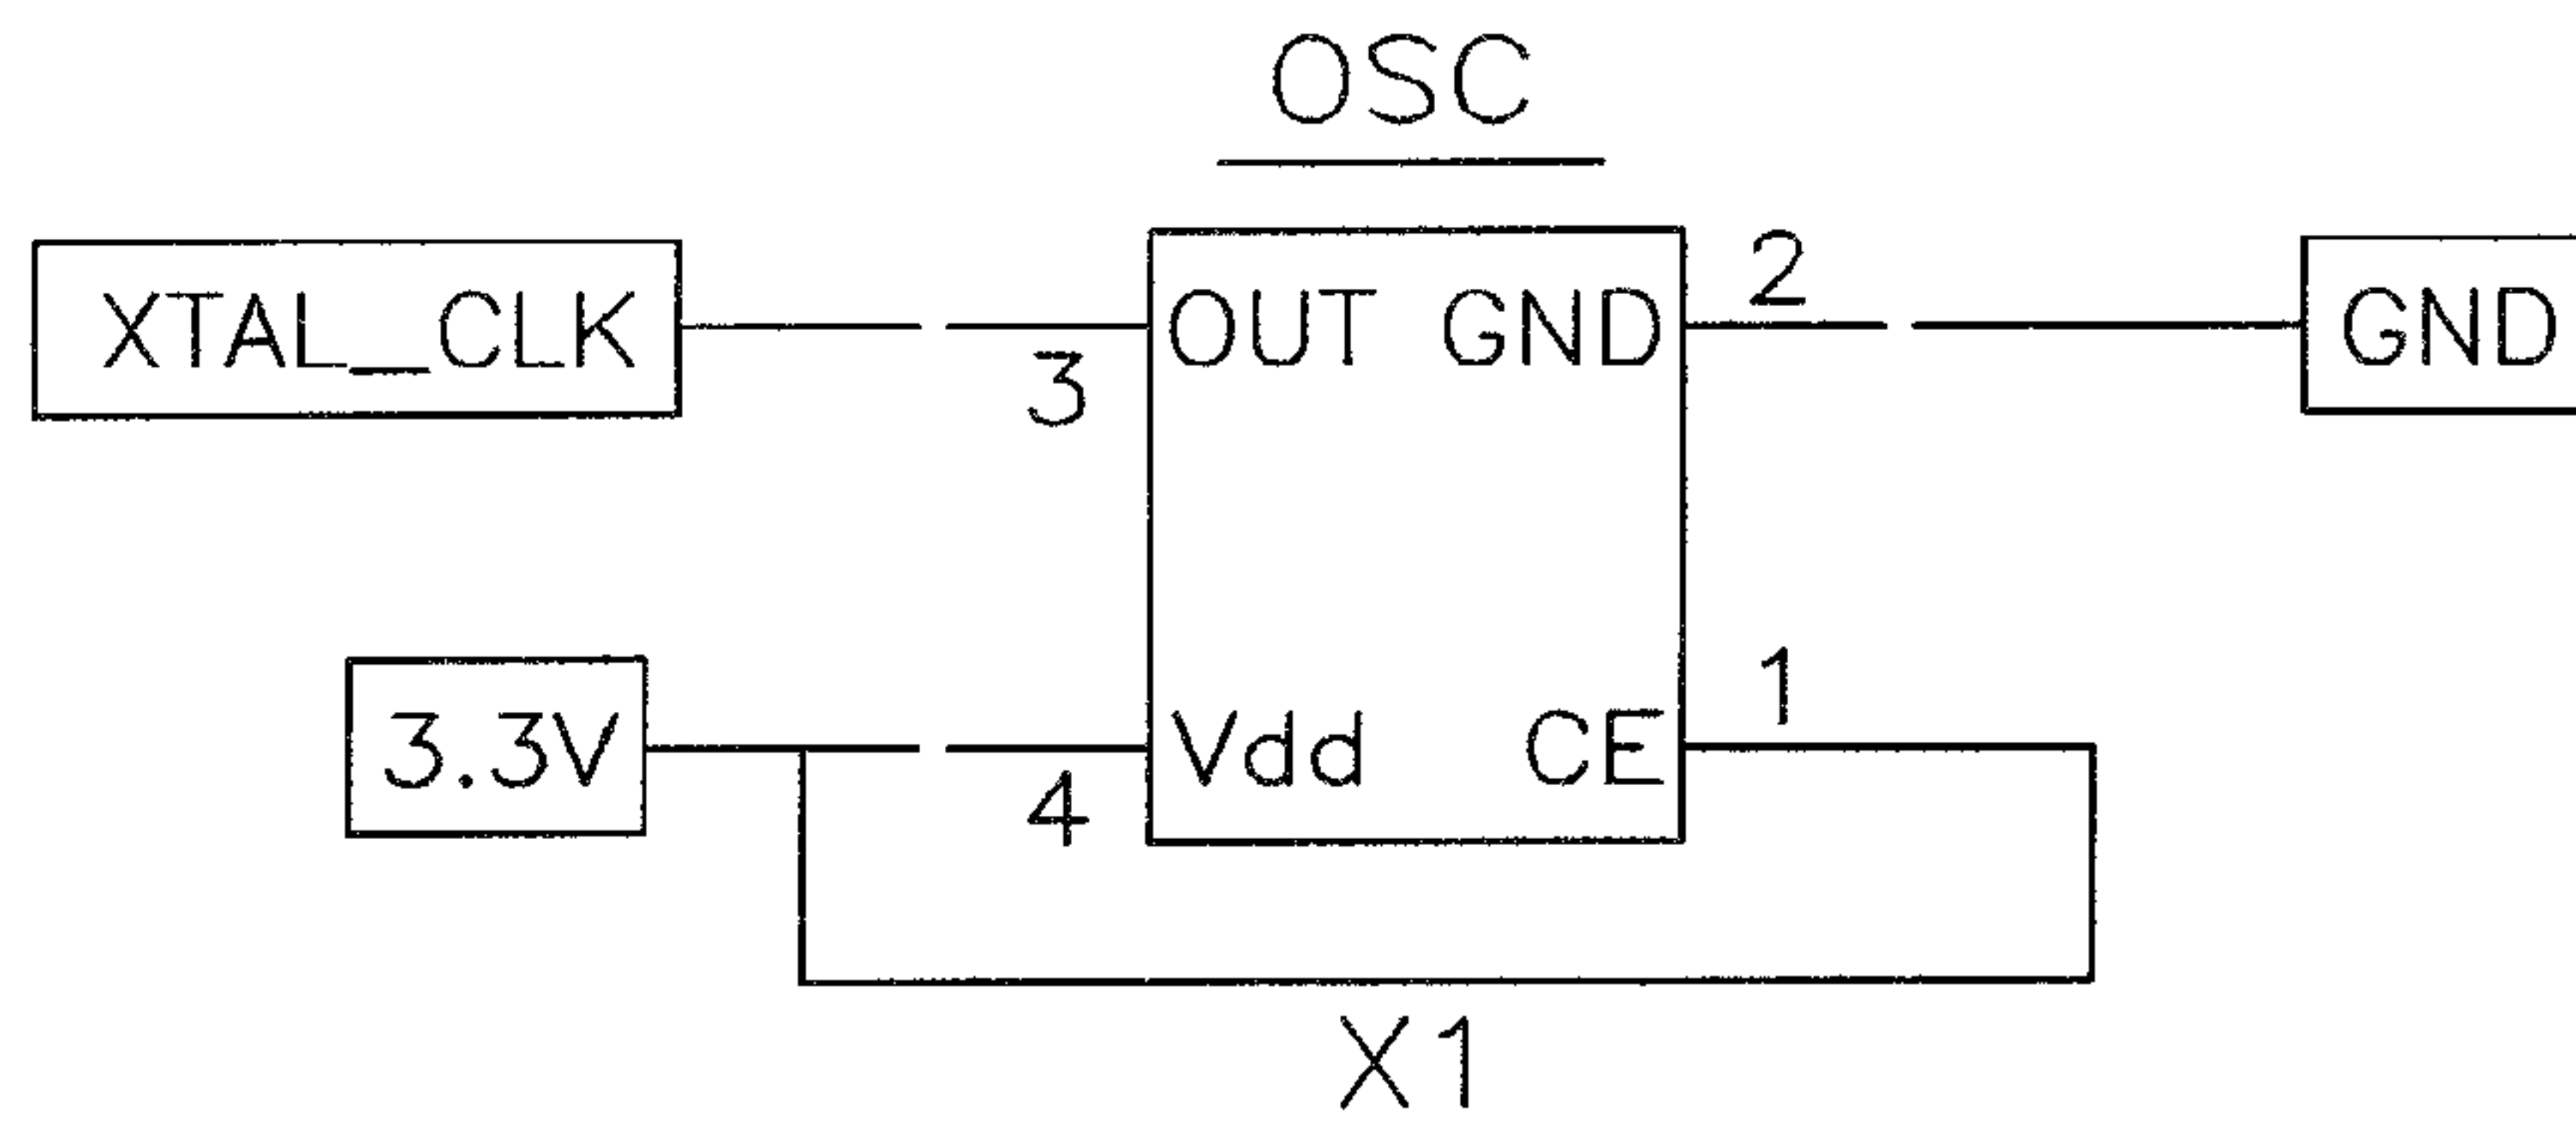 OSC
XTAL_CLK
3
OUT GND
2
GND
3.3V
4
Vdd CE
1
X1